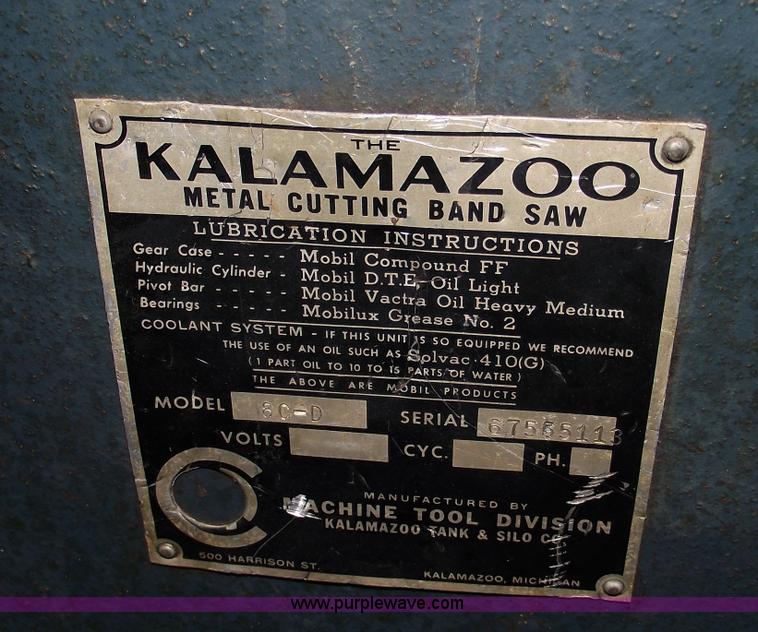 THE
KALAMAZOO
METAL CUTTING BAND SAW
LUBRICATION INSTRUCTIONS
Gear Case - - - - - Mobil Compound FF
Hydraulic Cylinder - Mobil D.T.E. Oil Light
Pivot Bar - - - - - Mobil Vactra Oil Heavy Medium
Bearings - - - - - Mobilux Grease No. 2
COOLANT SYSTEM - IF THIS UNIT IS SO EQUIPPED WE RECOMMEND
THE USE OF AN OIL SUCH AS Solvac 410(G)
(1 PART OIL TO 10 TO 15 PARTS OF WATER)
THE ABOVE ARE MOBIL PRODUCTS
MODEL 8C-D SERIAL
VOLTS CYC. PH.
MANUFACTURED BY
MACHINE TOOL DIVISION
KALAMAZOO TANK & SILO CO.
500 HARRISON ST. KALAMAZOO, MICHIGAN
www.purplewave.com